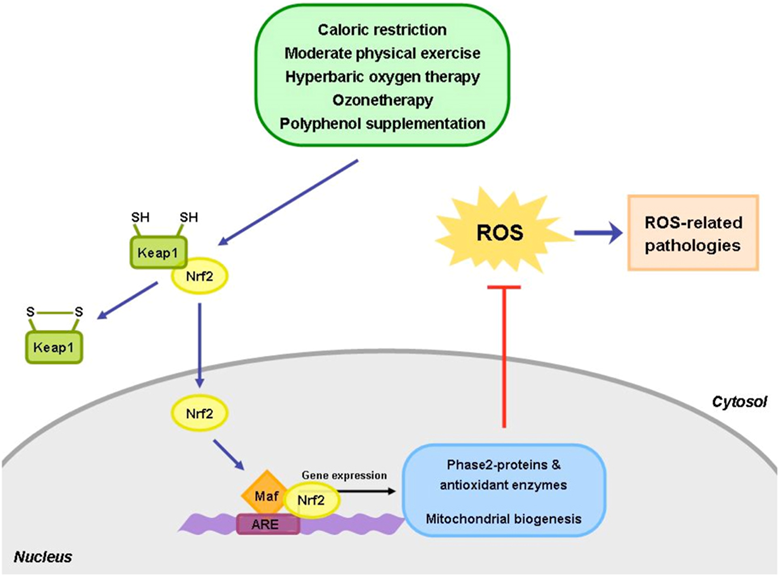 Caloric restriction
Moderate physical exercise
Hyperbaric oxygen therapy
Ozonetherapy
Polyphenol supplementation
SH SH
Keap1
Nrf2
S S
Keap1
ROS
ROS-related
pathologies
Nrf2
Cytosol
Gene expression
Maf
Nrf2
ARE
Phase2-proteins &
antioxidant enzymes
Mitochondrial biogenesis
Nucleus